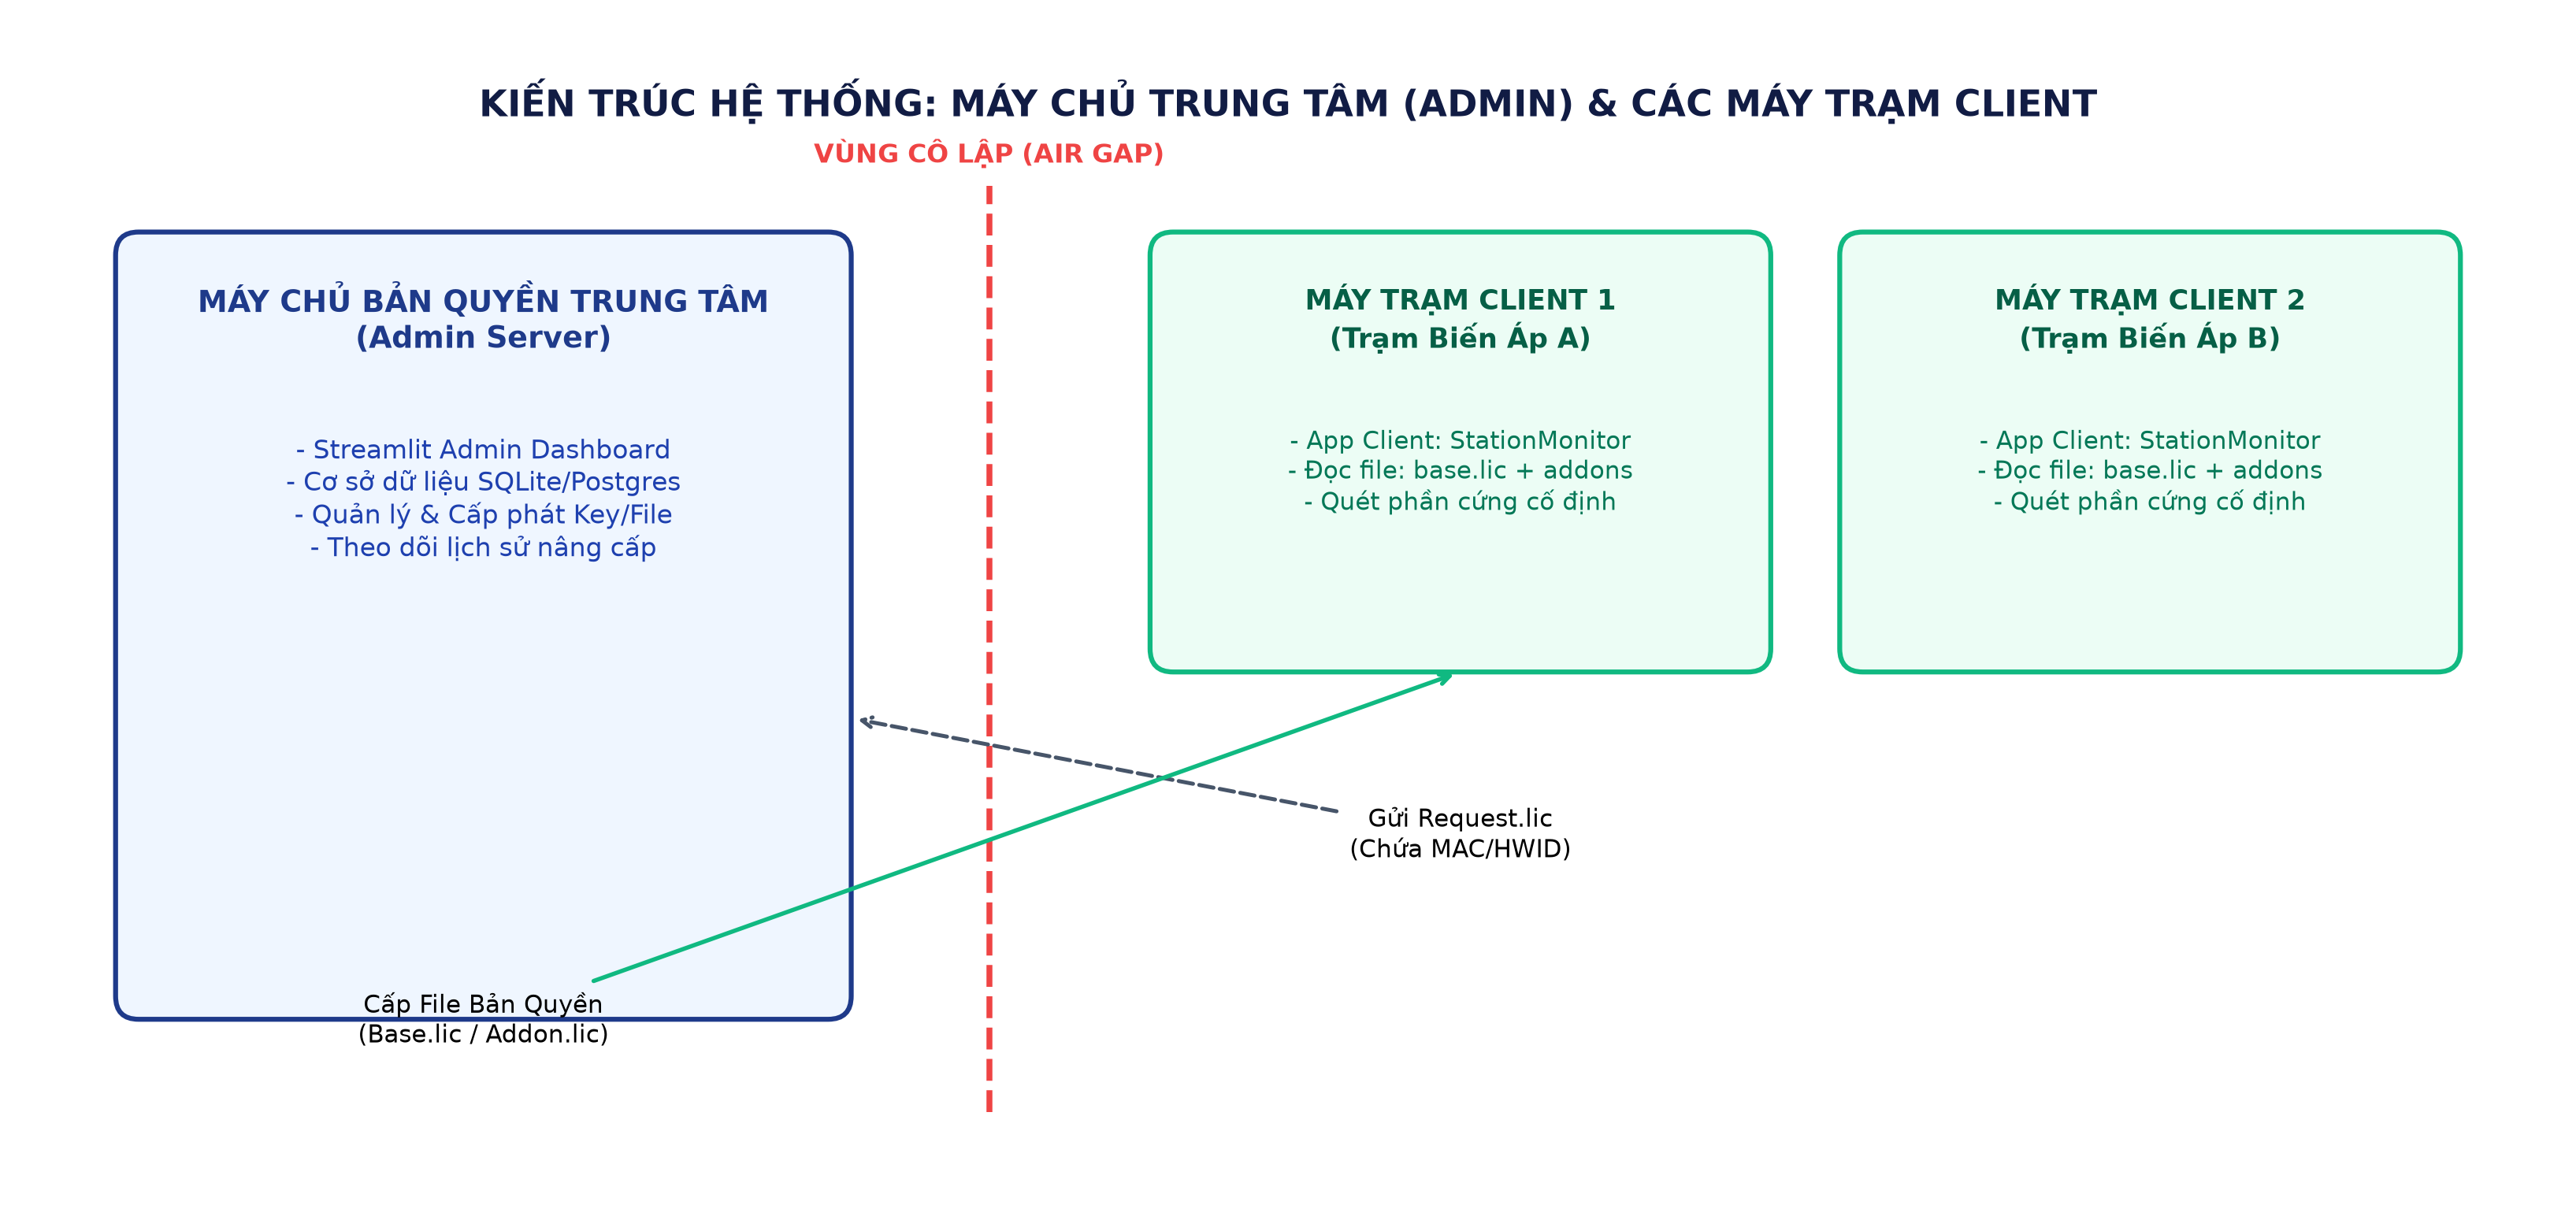 KIẾN TRÚC HỆ THỐNG: MÁY CHỦ TRUNG TÂM (ADMIN) & CÁC MÁY TRẠM CLIENT
VÙNG CÔ LẬP (AIR GAP)
MÁY CHỦ BẢN QUYỀN TRUNG TÂM
(Admin Server)
- Streamlit Admin Dashboard
- Cơ sở dữ liệu SQLite/Postgres
- Quản lý & Cấp phát Key/File
- Theo dõi lịch sử nâng cấp
MÁY TRẠM CLIENT 1
(Trạm Biến Áp A)
- App Client: StationMonitor
- Đọc file: base.lic + addons
- Quét phần cứng cố định
MÁY TRẠM CLIENT 2
(Trạm Biến Áp B)
- App Client: StationMonitor
- Đọc file: base.lic + addons
- Quét phần cứng cố định
Gửi Request.lic
(Chứa MAC/HWID)
Cấp File Bản Quyền
(Base.lic / Addon.lic)